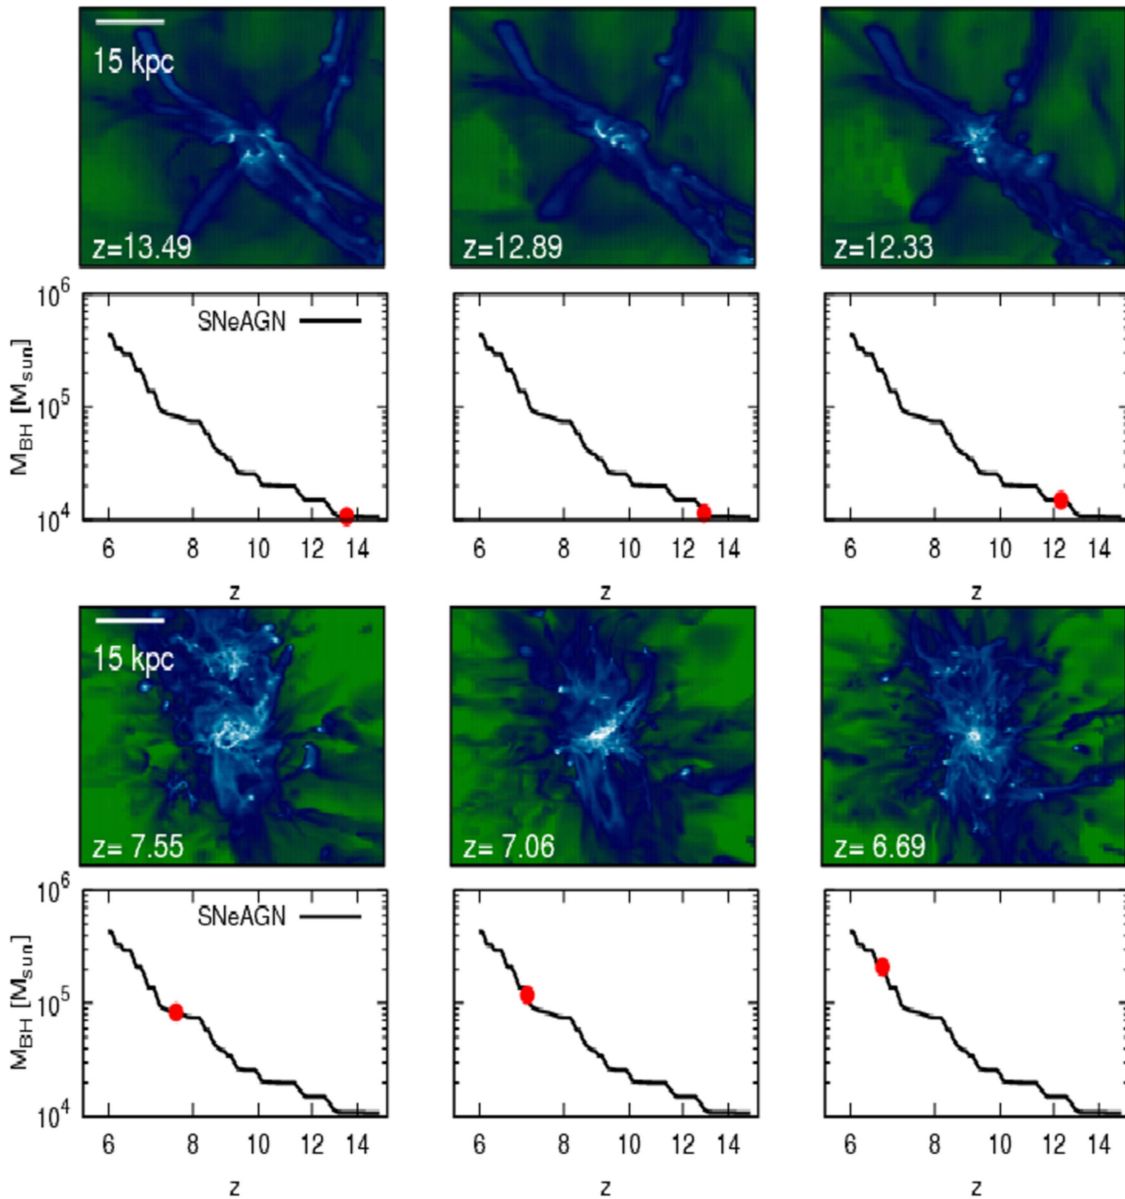 15 kpc
z=13.49
z=12.89
z=12.33
10^6
10^5
10^4
M_BH [M_sun]
SNeAGN
6 8 10 12 14
z
6 8 10 12 14
z
6 8 10 12 14
z
15 kpc
z= 7.55
z= 7.06
z= 6.69
10^6
10^5
10^4
M_BH [M_sun]
SNeAGN
6 8 10 12 14
z
6 8 10 12 14
z
6 8 10 12 14
z